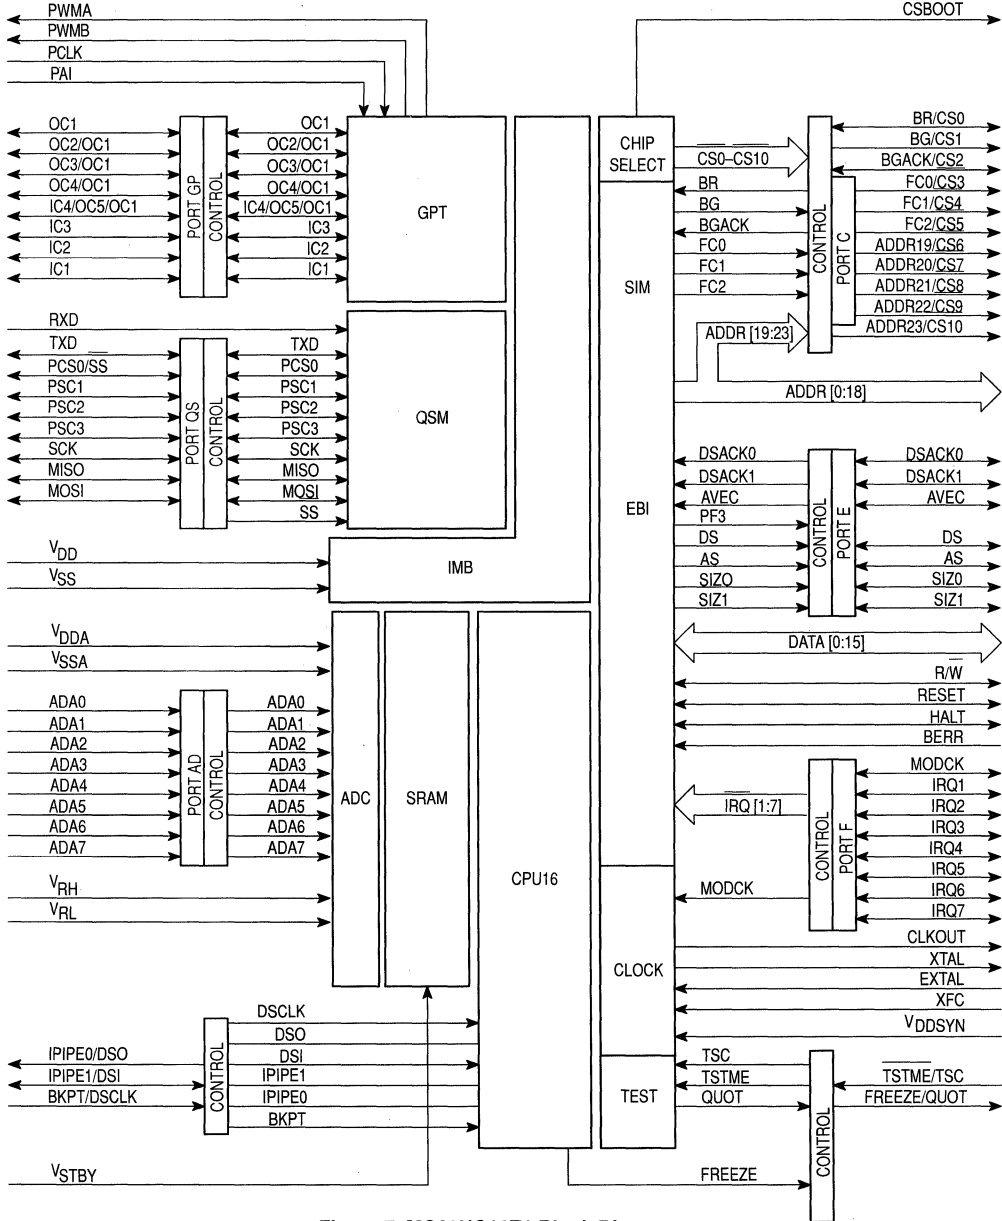 PWMA
PWMB
PCLK
PAI
CSBOOT
OC1
OC2/OC1
OC3/OC1
OC4/OC1
IC4/OC5/OC1
IC3
IC2
IC1
PORT GP
CONTROL
OC1
OC2/OC1
OC3/OC1
OC4/OC1
IC4/OC5/OC1
IC3
IC2
IC1
GPT
RXD
TXD
PCS0/SS
PSC1
PSC2
PSC3
SCK
MISO
MOSI
PORT QS
CONTROL
TXD
PCS0
PSC1
PSC2
PSC3
SCK
MISO
MOSI
SS
QSM
VDD
VSS
IMB
VDDA
VSSA
ADA0
ADA1
ADA2
ADA3
ADA4
ADA5
ADA6
ADA7
PORT AD
CONTROL
ADA0
ADA1
ADA2
ADA3
ADA4
ADA5
ADA6
ADA7
VRH
VRL
ADC
SRAM
CPU16
IPIPE0/DSO
IPIPE1/DSI
BKPT/DSCLK
CONTROL
DSCLK
DSO
DSI
IPIPE1
IPIPE0
BKPT
VSTBY
CHIP
SELECT
SIM
EBI
CLOCK
TEST
CS0–CS10
BR
BG
BGACK
FC0
FC1
FC2
ADDR [19:23]
CONTROL
PORT C
BR/CS0
BG/CS1
BGACK/CS2
FC0/CS3
FC1/CS4
FC2/CS5
ADDR19/CS6
ADDR20/CS7
ADDR21/CS8
ADDR22/CS9
ADDR23/CS10
ADDR [0:18]
DSACK0
DSACK1
AVEC
PF3
DS
AS
SIZO
SIZ1
CONTROL
PORT E
DSACK0
DSACK1
AVEC
DS
AS
SIZ0
SIZ1
DATA [0:15]
R/W
RESET
HALT
BERR
IRQ [1:7]
MODCK
CONTROL
PORT F
MODCK
IRQ1
IRQ2
IRQ3
IRQ4
IRQ5
IRQ6
IRQ7
CLKOUT
XTAL
EXTAL
XFC
VDDSYN
TSC
TSTME
QUOT
FREEZE
CONTROL
TSTME/TSC
FREEZE/QUOT